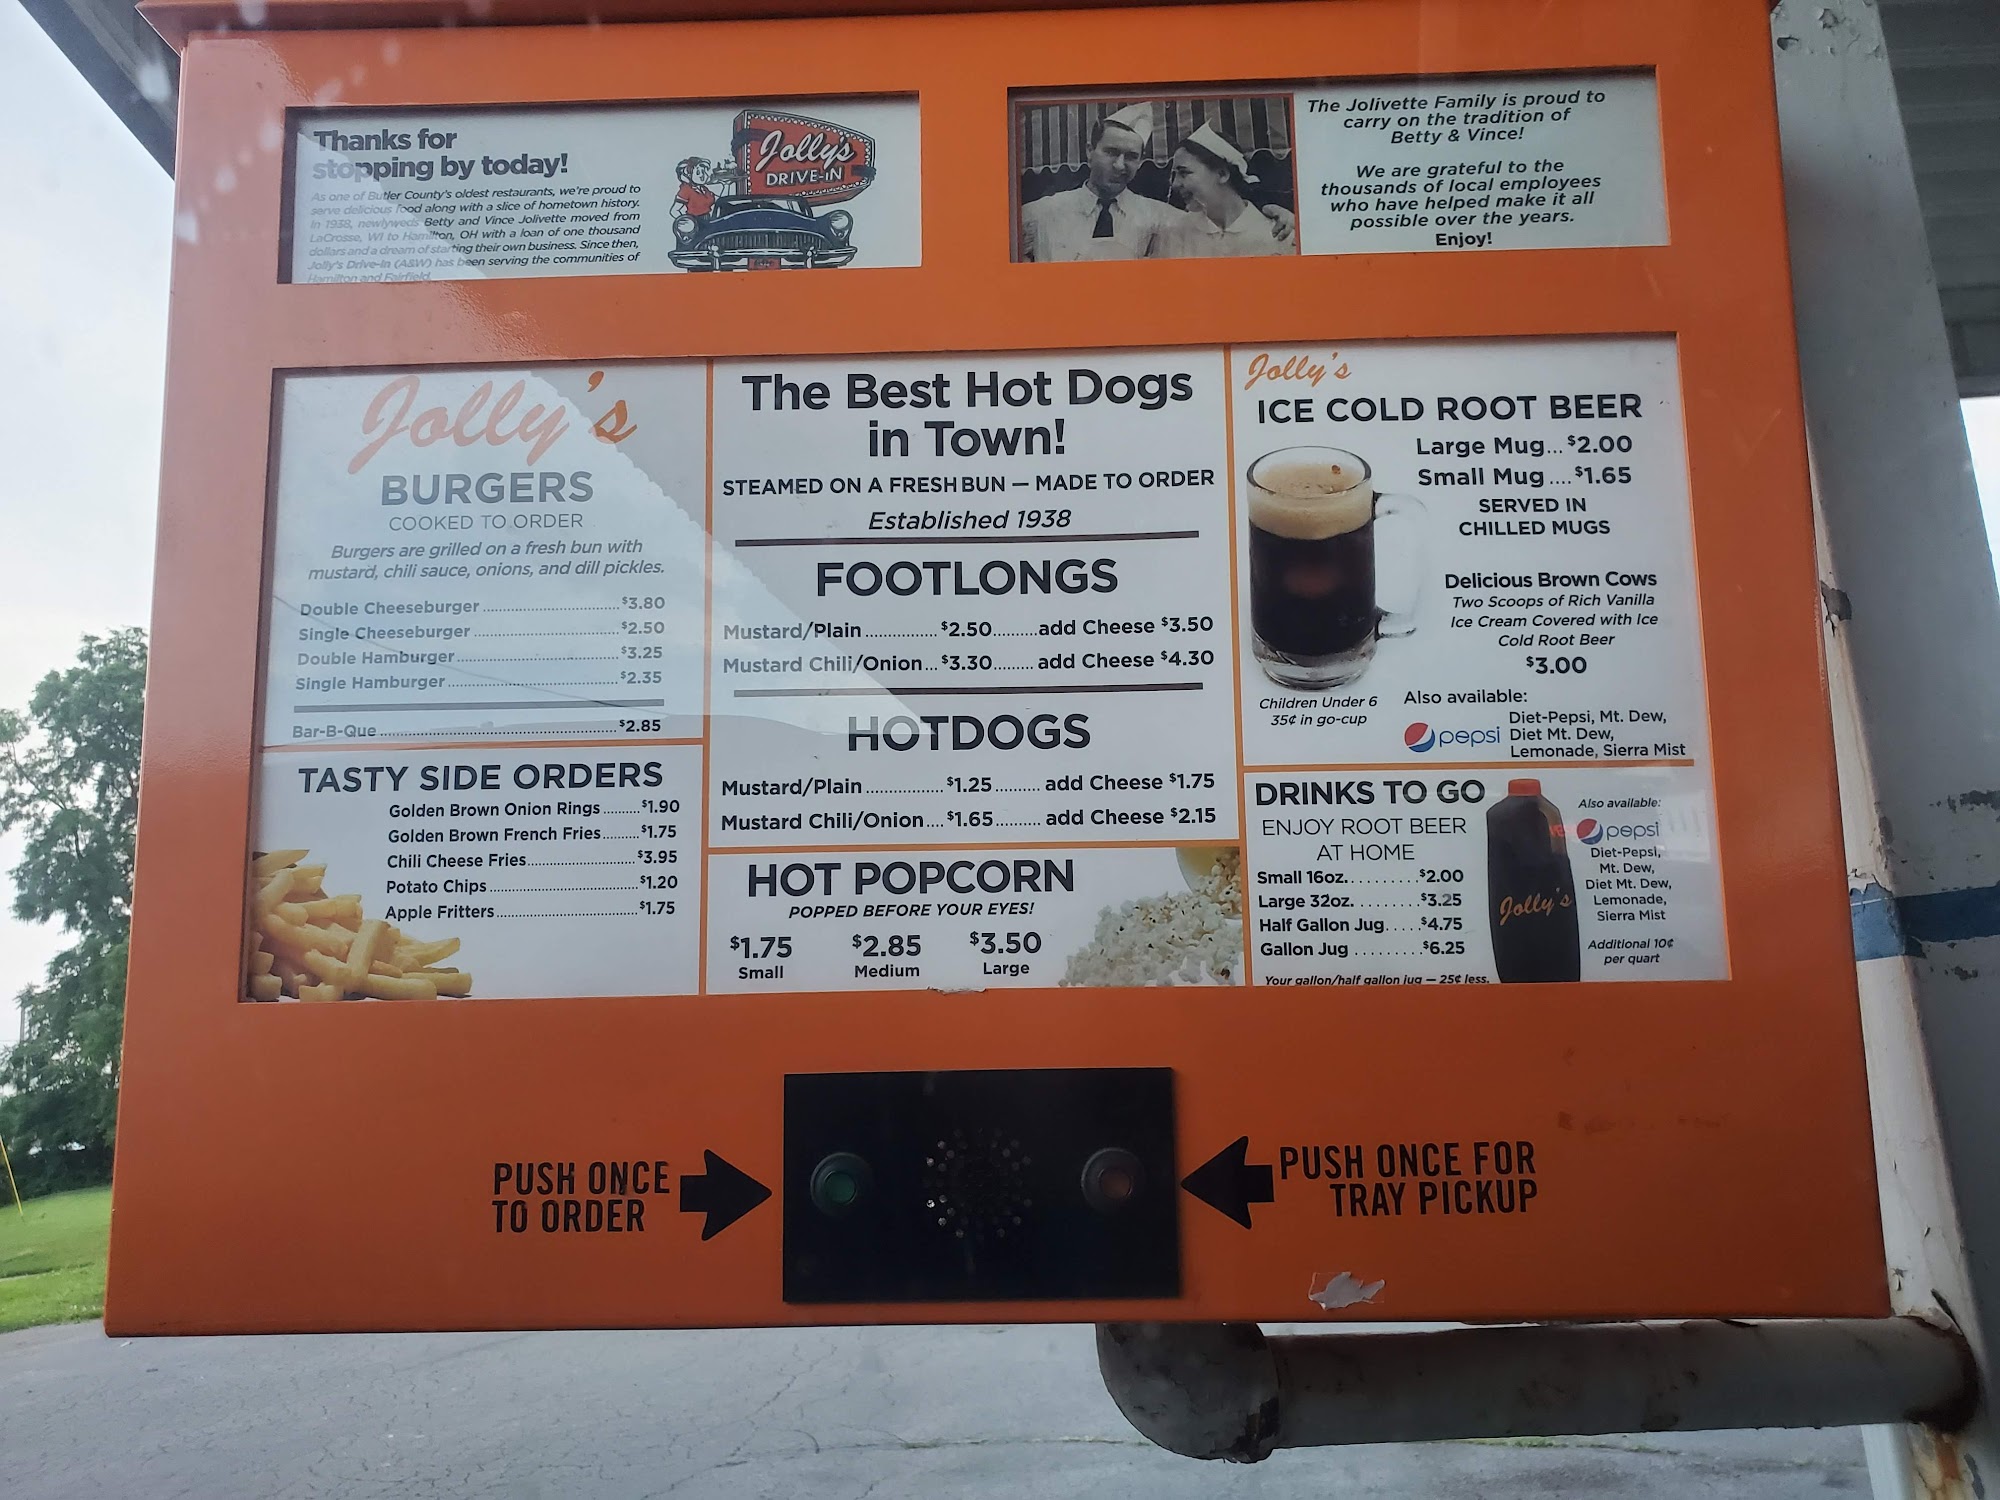 Thanks for
stopping by today!
As one of Butler County's oldest restaurants, we're proud to
serve delicious food along with a slice of hometown history.
In 1938, newlyweds Betty and Vince Jolivette moved from
LaCrosse, WI to Hamilton, OH with a loan of one thousand
dollars and a dream of starting their own business. Since then,
Jolly's Drive-In (A&W) has been serving the communities of
Hamilton and Fairfield.
Jolly's
DRIVE-IN
The Jolivette Family is proud to
carry on the tradition of
Betty & Vince!
We are grateful to the
thousands of local employees
who have helped make it all
possible over the years.
Enjoy!
Jolly's
BURGERS
COOKED TO ORDER
Burgers are grilled on a fresh bun with
mustard, chili sauce, onions, and dill pickles.
Double Cheeseburger ................................ $3.80
Single Cheeseburger ................................ $2.50
Double Hamburger ................................ $3.25
Single Hamburger ................................ $2.35
Bar-B-Que ................................ $2.85
TASTY SIDE ORDERS
Golden Brown Onion Rings ......... $1.90
Golden Brown French Fries ......... $1.75
Chili Cheese Fries ......................... $3.95
Potato Chips ................................ $1.20
Apple Fritters ................................ $1.75
The Best Hot Dogs
in Town!
STEAMED ON A FRESH BUN — MADE TO ORDER
Established 1938
FOOTLONGS
Mustard/Plain ............... $2.50 ......... add Cheese $3.50
Mustard Chili/Onion ... $3.30 ......... add Cheese $4.30
HOTDOGS
Mustard/Plain ................ $1.25 .......... add Cheese $1.75
Mustard Chili/Onion .... $1.65 .......... add Cheese $2.15
HOT POPCORN
POPPED BEFORE YOUR EYES!
$1.75 $2.85 $3.50
Small Medium Large
Jolly's
ICE COLD ROOT BEER
Large Mug... $2.00
Small Mug .... $1.65
SERVED IN
CHILLED MUGS
Delicious Brown Cows
Two Scoops of Rich Vanilla
Ice Cream Covered with Ice
Cold Root Beer
$3.00
Children Under 6
35¢ in go-cup
Also available:
pepsi
Diet-Pepsi, Mt. Dew,
Diet Mt. Dew,
Lemonade, Sierra Mist
DRINKS TO GO
ENJOY ROOT BEER
AT HOME
Small 16oz. ......... $2.00
Large 32oz. ........ $3.25
Half Gallon Jug ..... $4.75
Gallon Jug ......... $6.25
Your gallon/half gallon jug — 25¢ less.
Jolly's
Also available:
pepsi
Diet-Pepsi,
Mt. Dew,
Diet Mt. Dew,
Lemonade,
Sierra Mist
Additional 10¢
per quart
PUSH ONCE
TO ORDER
PUSH ONCE FOR
TRAY PICKUP